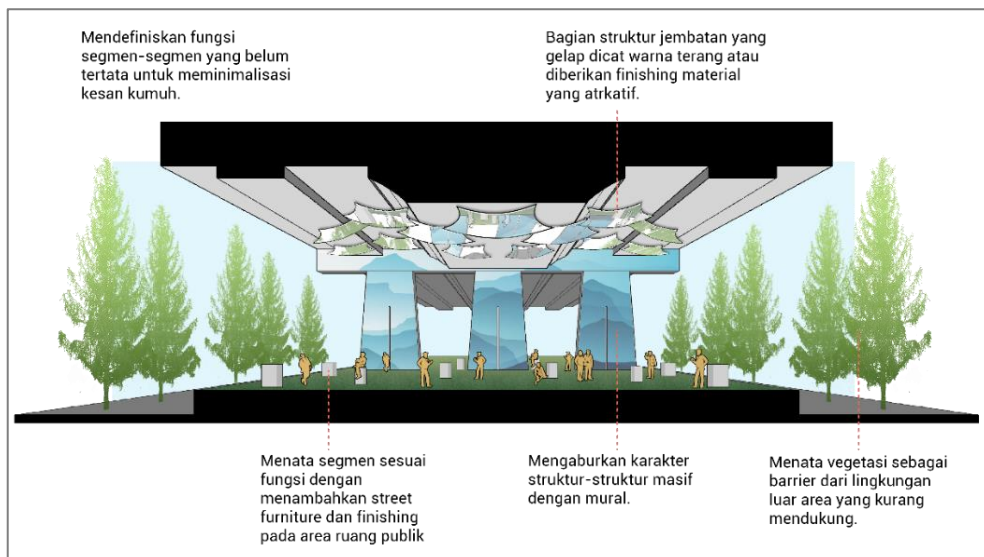 Mendefiniskan fungsi
segmen-segmen yang belum
tertata untuk meminimalisasi
kesan kumuh.
Bagian struktur jembatan yang
gelap dicat warna terang atau
diberikan finishing material
yang atrkatif.
Menata segmen sesuai
fungsi dengan
menambahkan street
furniture dan finishing
pada area ruang publik
Mengaburkan karakter
struktur-struktur masif
dengan mural.
Menata vegetasi sebagai
barrier dari lingkungan
luar area yang kurang
mendukung.